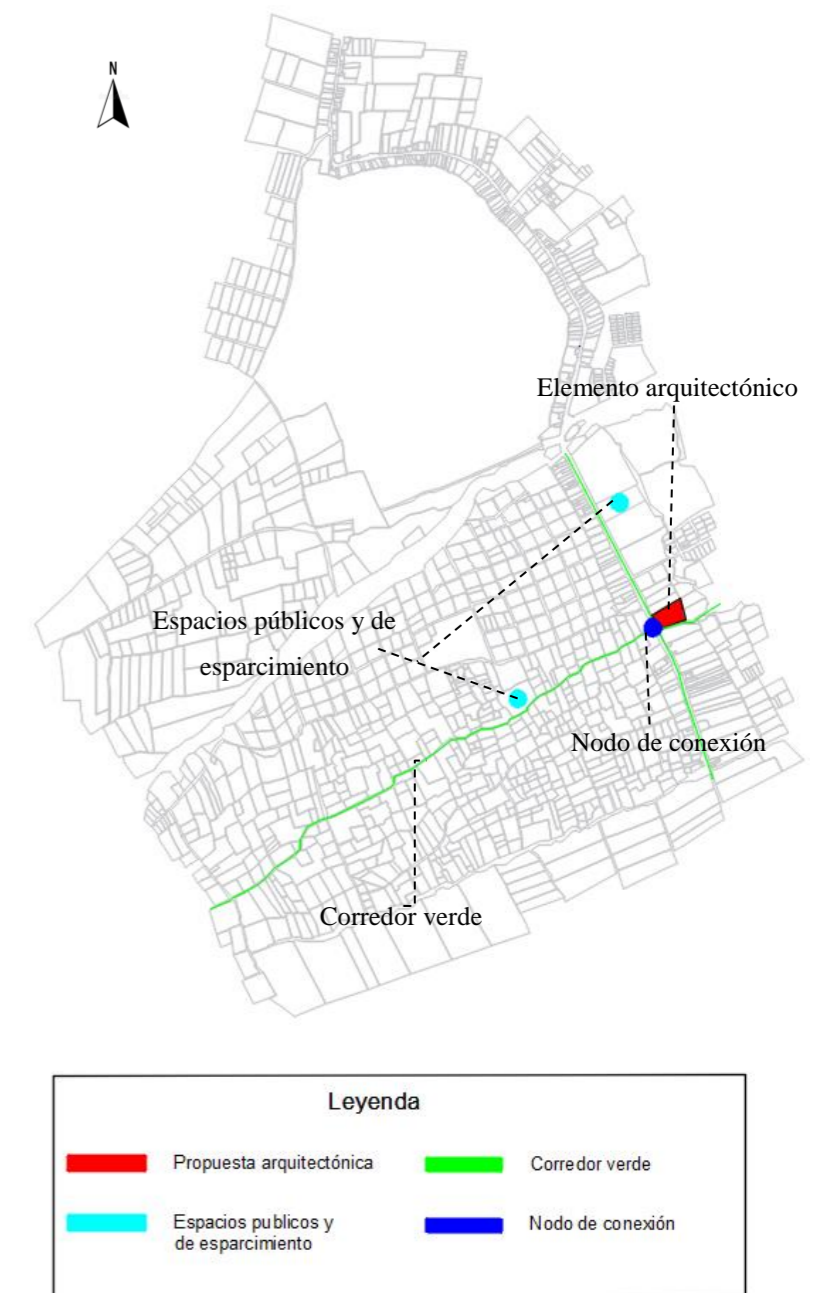 N
Elemento arquitectónico
Espacios públicos y de
esparcimiento
Nodo de conexión
Corredor verde
Leyenda
Propuesta arquitectónica
Corredor verde
Espacios publicos y
de esparcimiento
Nodo de conexión